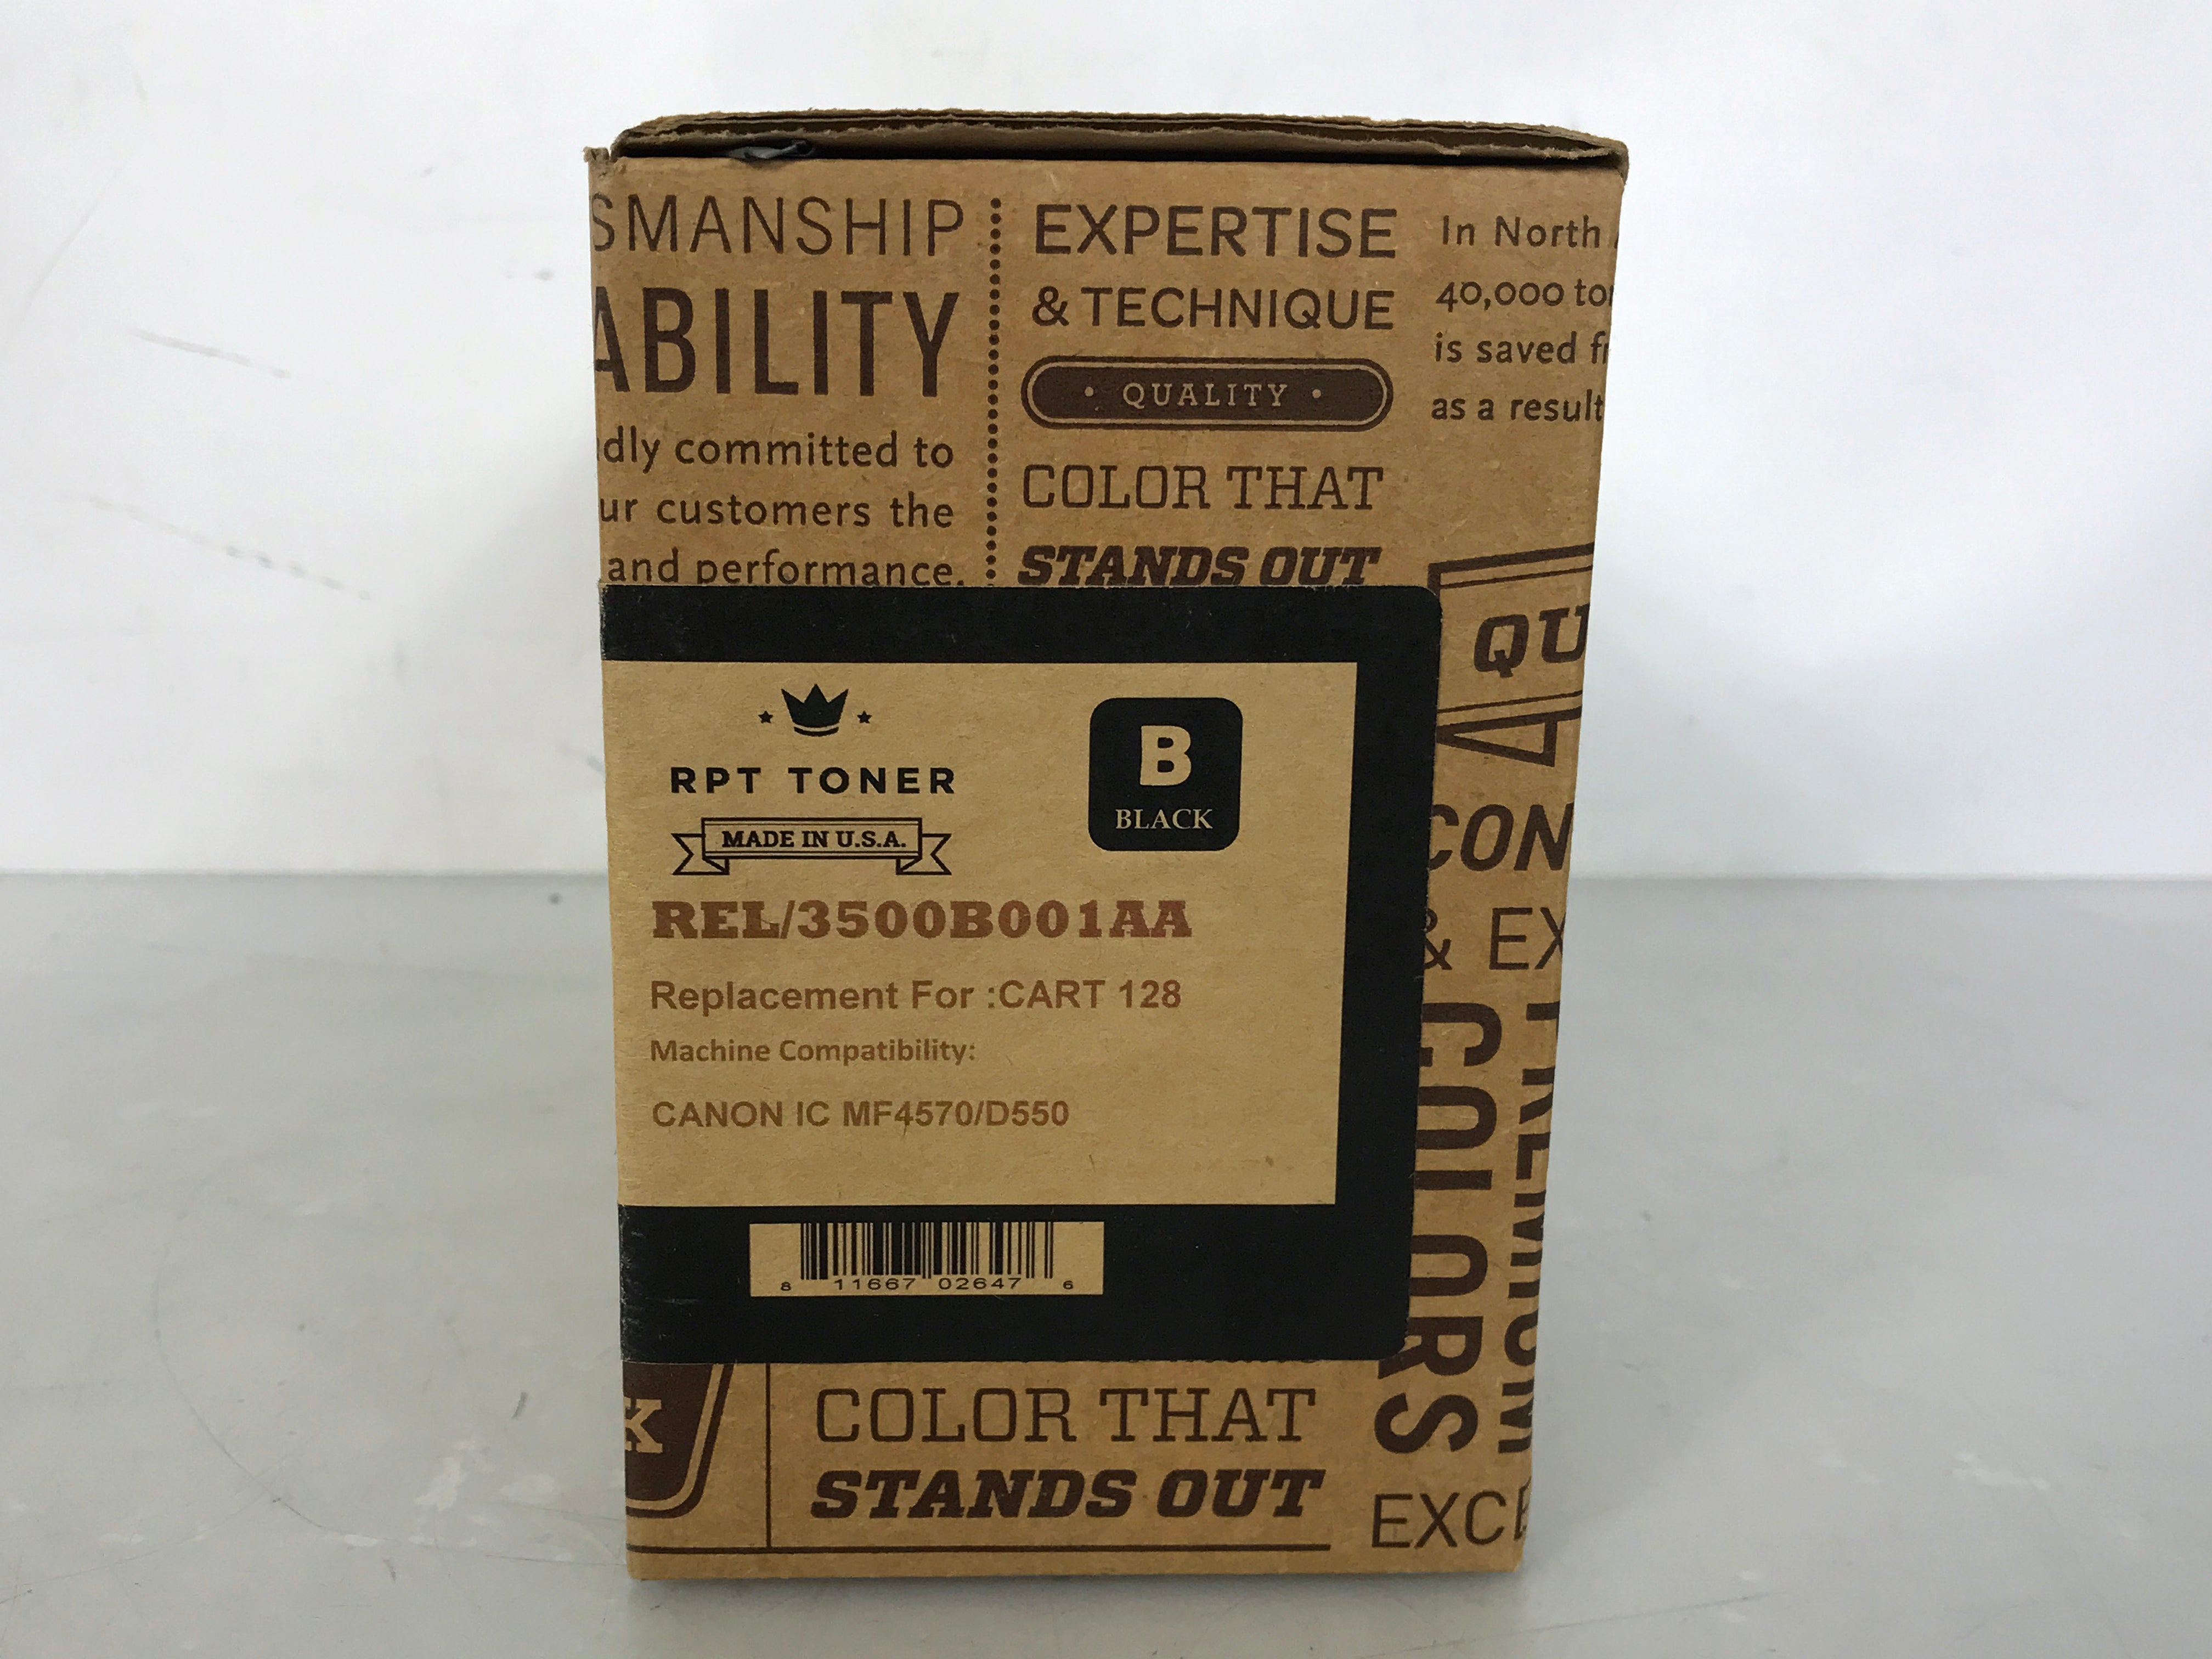 SMANSHIP
ABILITY
dly committed to
ur customers the
and performance.
EXPERTISE
& TECHNIQUE
• QUALITY •
COLOR THAT
STANDS OUT
In North
40,000 to
is saved f
as a result
QU
CON
& EX
COLORS
PREMIUM
EXCE
RPT TONER
MADE IN U.S.A.
B
BLACK
REL/3500B001AA
Replacement For :CART 128
Machine Compatibility:
CANON IC MF4570/D550
8 11667 02647 6
K
COLOR THAT
STANDS OUT